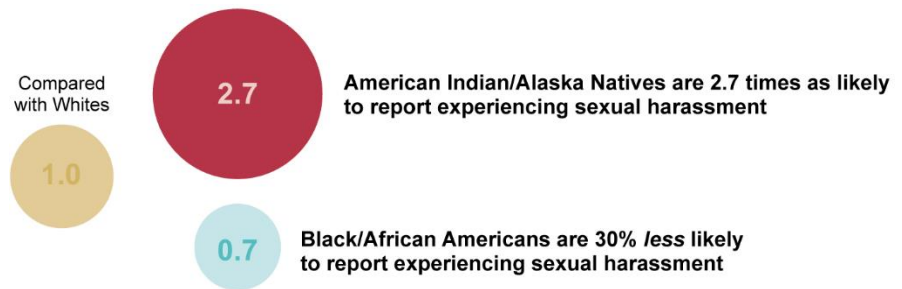 Compared
with Whites
1.0
2.7
American Indian/Alaska Natives are 2.7 times as likely
to report experiencing sexual harassment
0.7
Black/African Americans are 30% less likely
to report experiencing sexual harassment